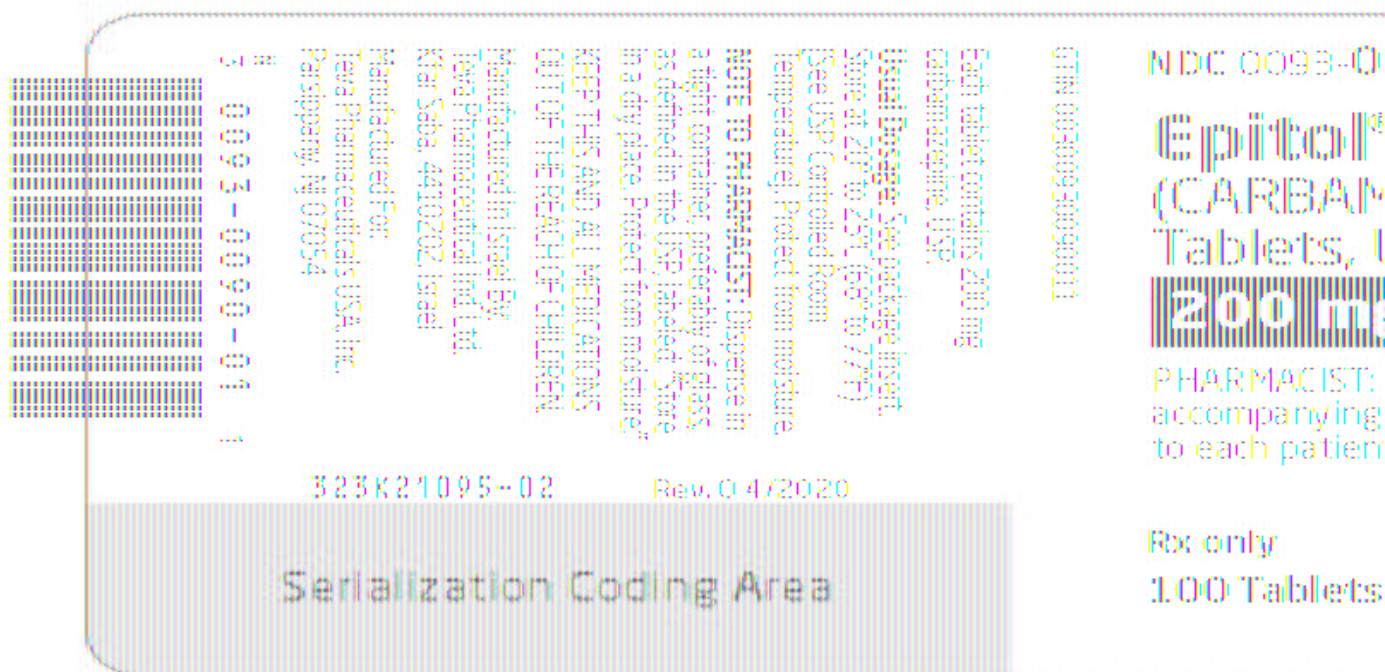 Each tablet contains 200 mg
carbamazepine USP.
Usual Dosage: See package insert.
Store at 20° to 25°C (68° to 77°F)
[See USP Controlled Room
Temperature]. Protect from moisture.
NOTE TO PHARMACIST: Dispense in
a tight container, preferably of glass,
as defined in the USP, Store
in a dry place. Protect from moisture.
KEEP THIS AND ALL MEDICATIONS
OUT OF THE REACH OF CHILDREN.
Manufactured In Israel By:
Teva Pharmaceutical Ind. Ltd.
Kfar Saba, 4410202, Israel
Manufactured For:
Teva Pharmaceuticals USA, Inc.
Parsippany, NJ 07054
N
3 0093-0090-01 1
323K21095-02 Rev. 04/2020
Serialization Coding Area
NDC 0093-0
Epitol®
(CARBAM
Tablets, U
200 mg
PHARMACIST:
accompanying
to each patien
Rx only
100 Tablets